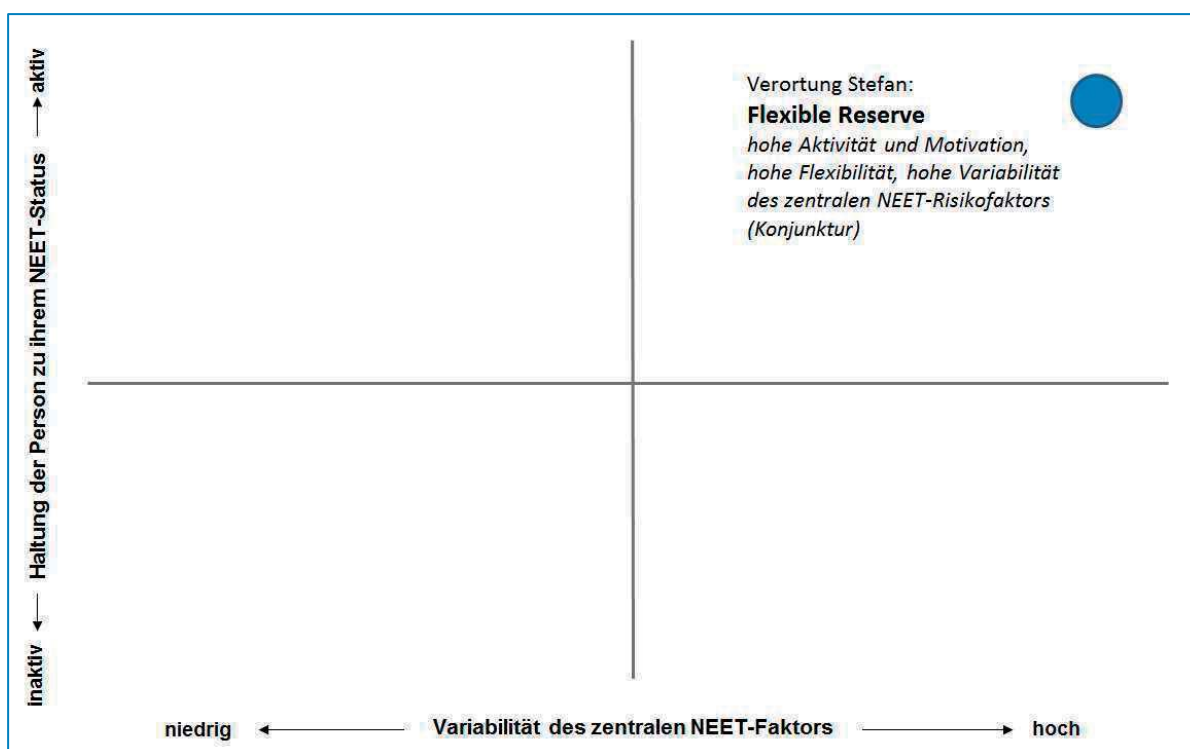 aktiv
Haltung der Person zu ihrem NEET-Status
inaktiv
Verortung Stefan:
Flexible Reserve
hohe Aktivität und Motivation,
hohe Flexibilität, hohe Variabilität
des zentralen NEET-Risikofaktors
(Konjunktur)
niedrig
Variabilität des zentralen NEET-Faktors
hoch